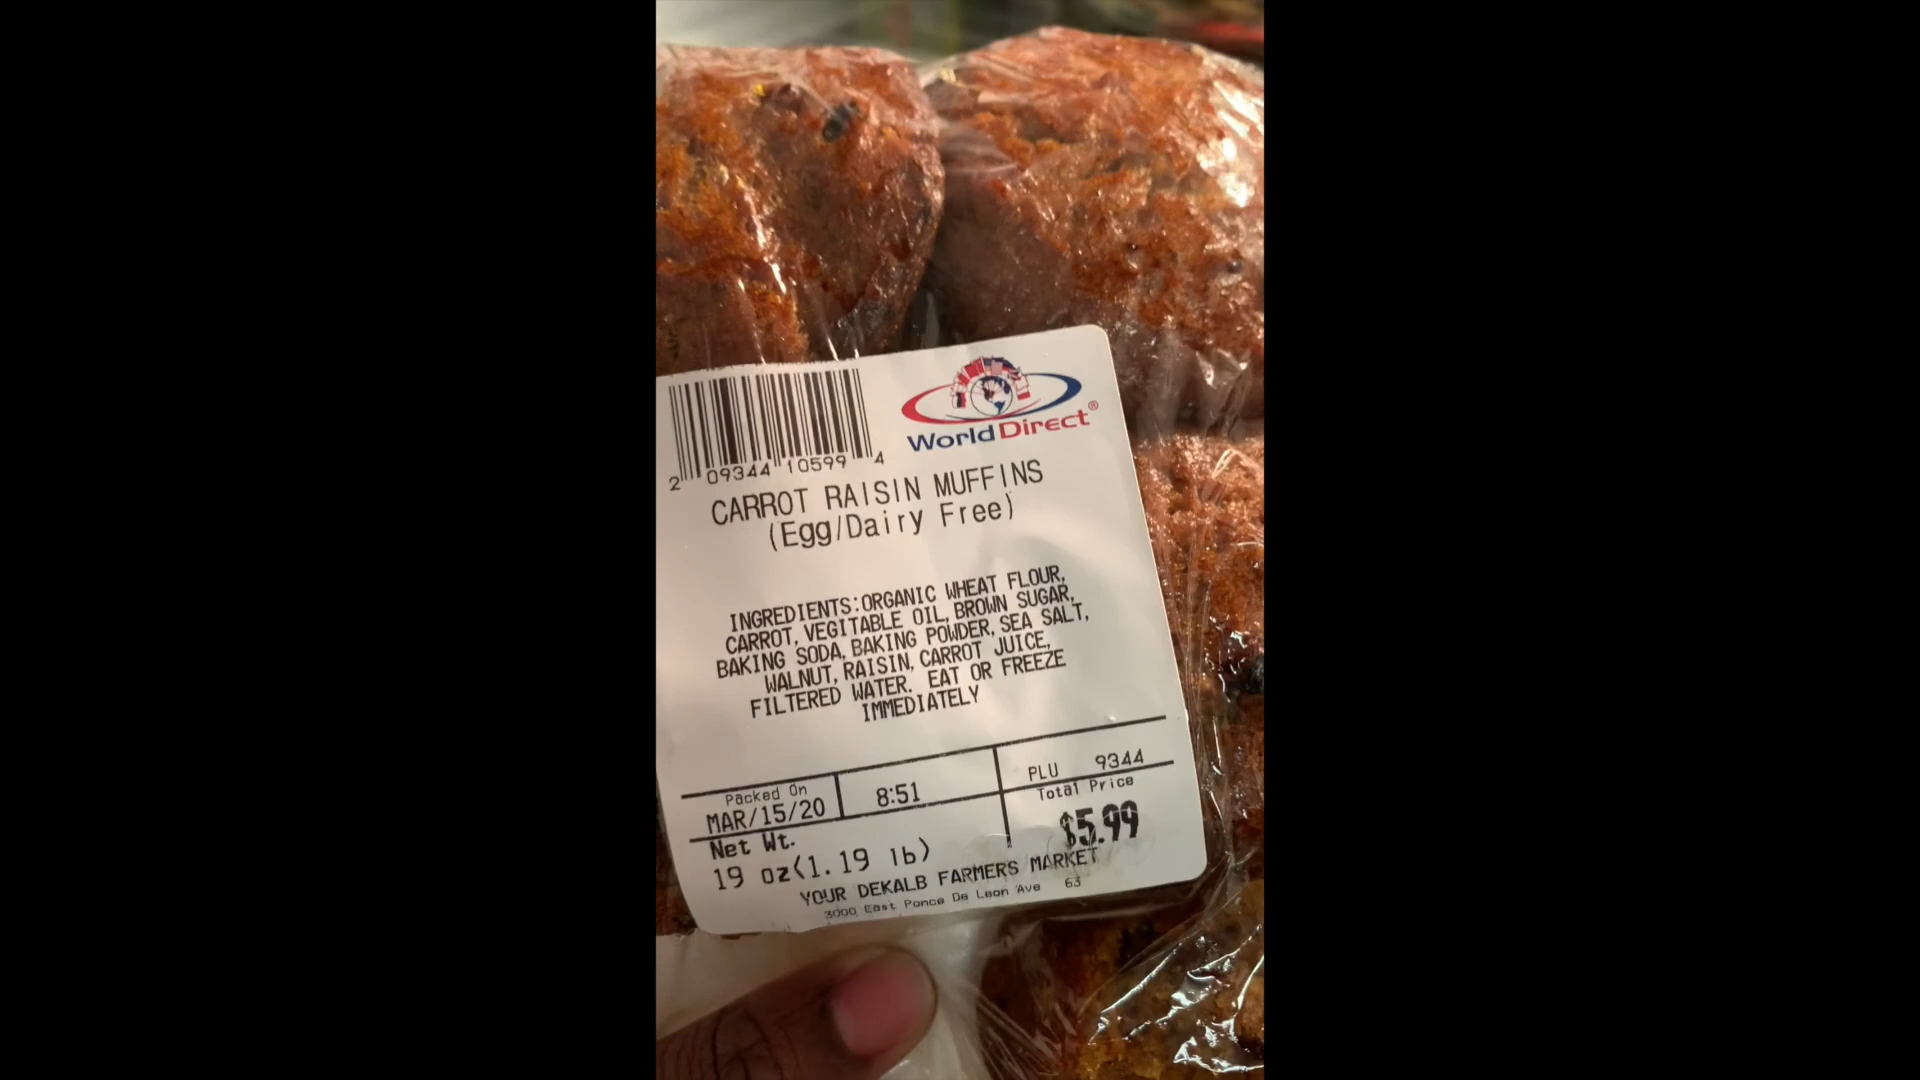 WorldDirect®
2 09344 10599 4
CARROT RAISIN MUFFINS
(Egg/Dairy Free)
INGREDIENTS:ORGANIC WHEAT FLOUR,
CARROT, VEGITABLE OIL, BROWN SUGAR,
BAKING SODA, BAKING POWDER, SEA SALT,
WALNUT, RAISIN, CARROT JUICE,
FILTERED WATER. EAT OR FREEZE
IMMEDIATELY
Packed On
MAR/15/20
8:51
PLU 9344
Total Price
$5.99
Net Wt.
19 oz(1.19 lb)
YOUR DEKALB FARMERS MARKET
3000 East Ponce De Leon Ave 63